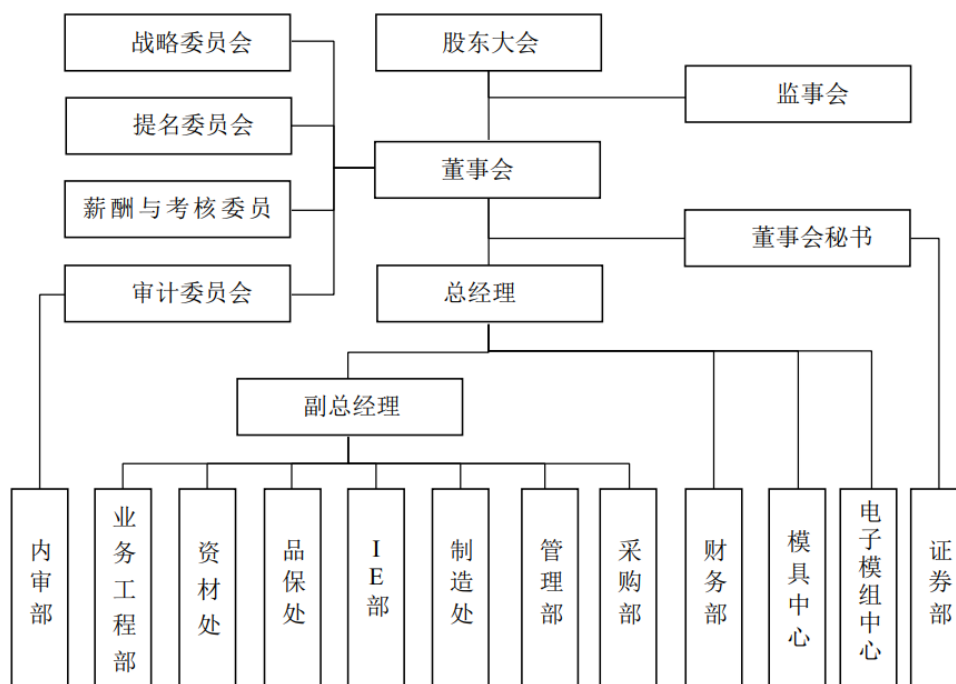 战略委员会
股东大会
监事会
提名委员会
董事会
薪酬与考核委员
董事会秘书
审计委员会
总经理
副总经理
内审部
业务工程部
资材处
品保处
IE部
制造处
管理部
采购部
财务部
模具中心
电子模组中心
证券部